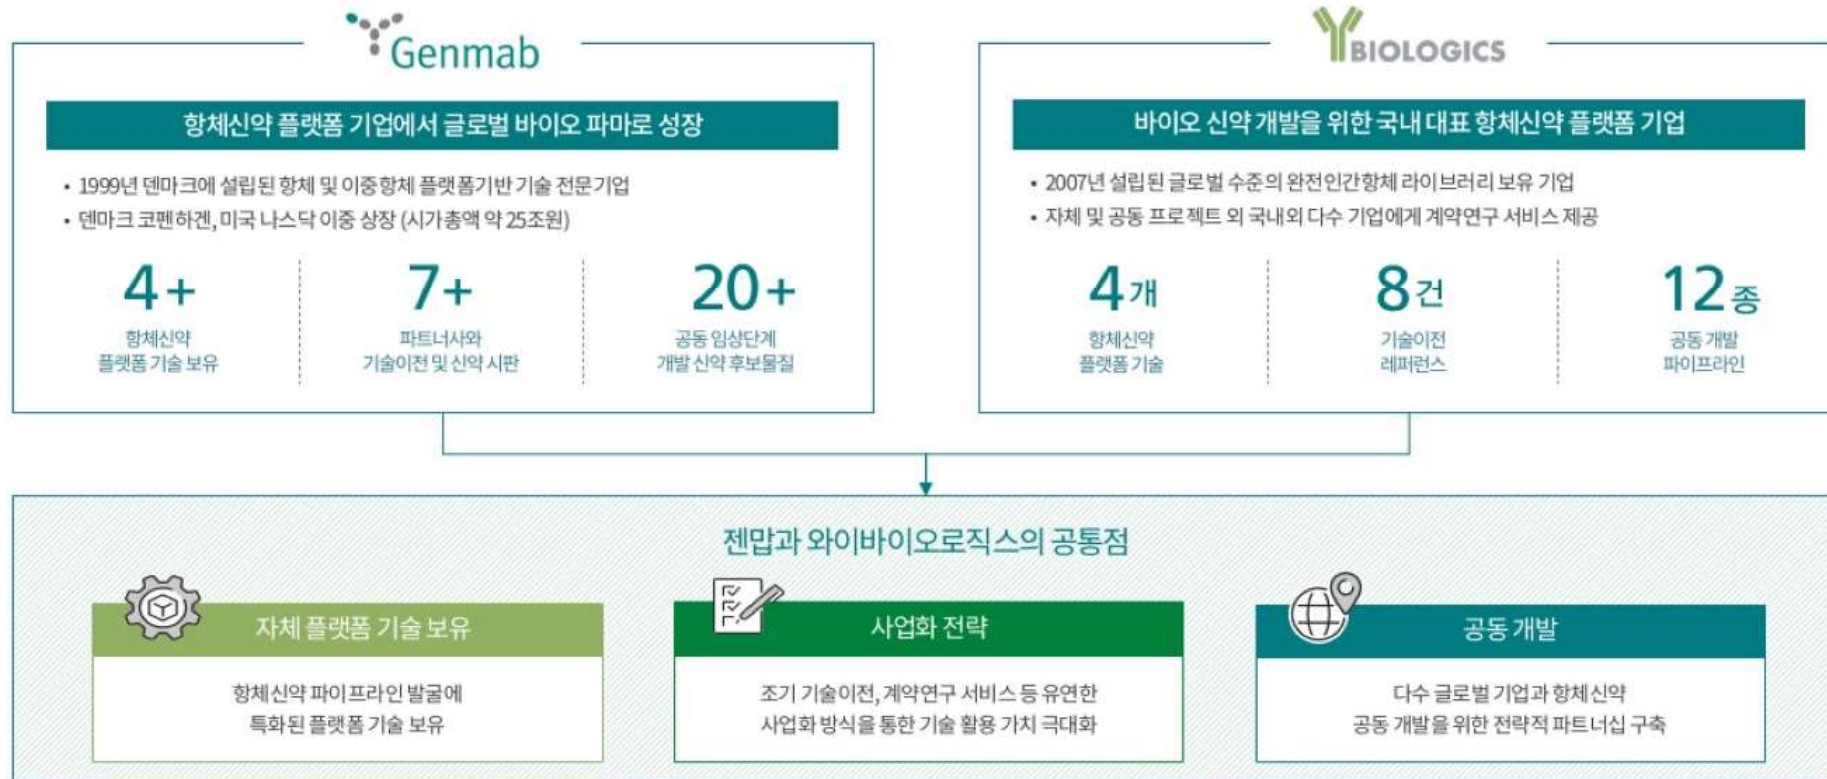 Genmab
항체신약 플랫폼 기업에서 글로벌 바이오 파마로 성장
• 1999년 덴마크에 설립된 항체 및 이중항체 플랫폼기반 기술 전문기업
• 덴마크 코펜하겐, 미국 나스닥 이중 상장 (시가총액 약 25조원)
4+
항체신약
플랫폼 기술 보유
7+
파트너사와
기술이전 및 신약 시판
20+
공동 임상단계
개발 신약 후보물질
YBIOLOGICS
바이오 신약 개발을 위한 국내 대표 항체신약 플랫폼 기업
• 2007년 설립된 글로벌 수준의 완전인간항체 라이브러리 보유 기업
• 자체 및 공동 프로젝트 외 국내외 다수 기업에게 계약연구 서비스 제공
4개
항체신약
플랫폼 기술
8건
기술이전
레퍼런스
12종
공동 개발
파이프라인
젠맙과 와이바이오로직스의 공통점
자체 플랫폼 기술 보유
항체신약 파이프라인 발굴에
특화된 플랫폼 기술 보유
사업화 전략
조기 기술이전, 계약연구 서비스 등 유연한
사업화 방식을 통한 기술 활용 가치 극대화
공동 개발
다수 글로벌 기업과 항체신약
공동 개발을 위한 전략적 파트너십 구축